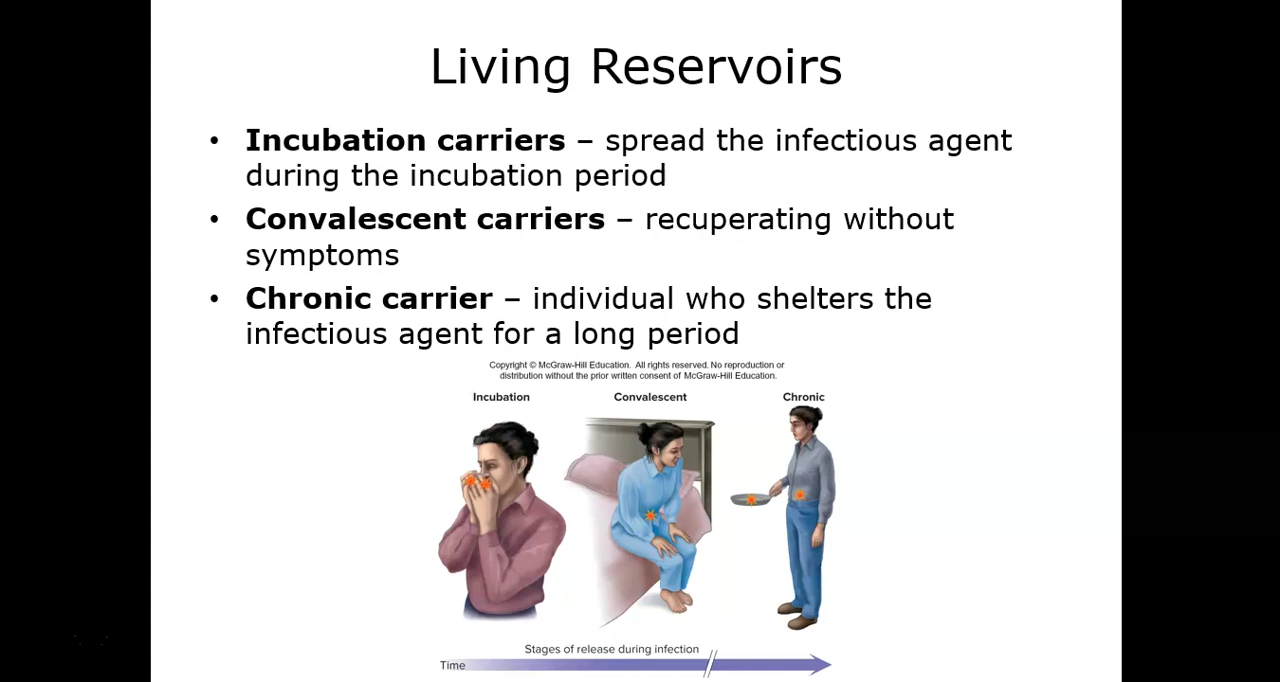 Living Reservoirs
• Incubation carriers – spread the infectious agent
during the incubation period
• Convalescent carriers – recuperating without
symptoms
• Chronic carrier – individual who shelters the
infectious agent for a long period
Copyright © McGraw-Hill Education. All rights reserved. No reproduction or
distribution without the prior written consent of McGraw-Hill Education.
Incubation Convalescent Chronic
Stages of release during infection
Time